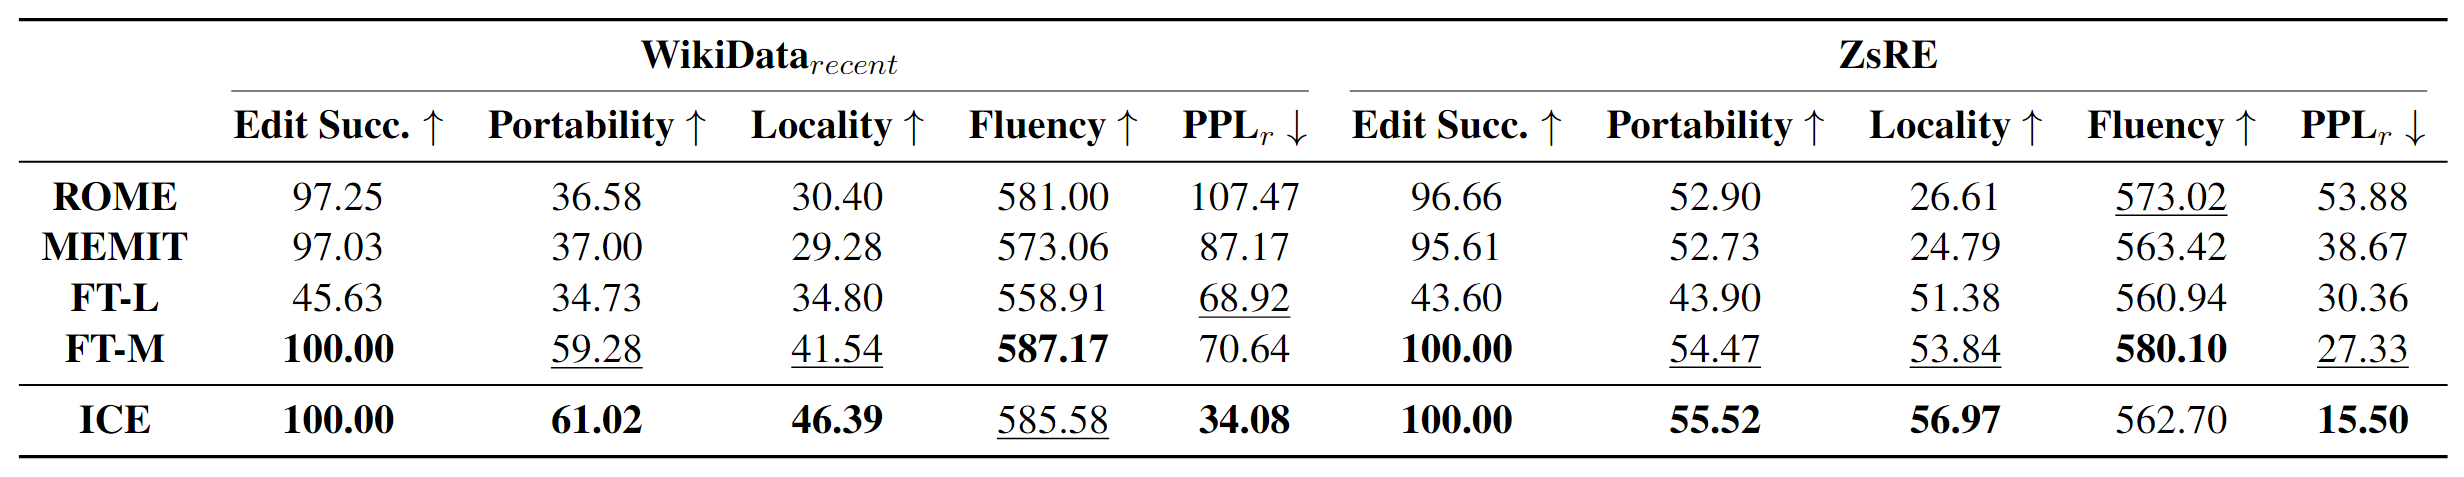 WikiData_recent ZsRE
Edit Succ. ↑ Portability ↑ Locality ↑ Fluency ↑ PPL_r ↓ Edit Succ. ↑ Portability ↑ Locality ↑ Fluency ↑ PPL_r ↓
ROME 97.25 36.58 30.40 581.00 107.47 96.66 52.90 26.61 573.02 53.88
MEMIT 97.03 37.00 29.28 573.06 87.17 95.61 52.73 24.79 563.42 38.67
FT-L 45.63 34.73 34.80 558.91 68.92 43.60 43.90 51.38 560.94 30.36
FT-M 100.00 59.28 41.54 587.17 70.64 100.00 54.47 53.84 580.10 27.33
ICE 100.00 61.02 46.39 585.58 34.08 100.00 55.52 56.97 562.70 15.50